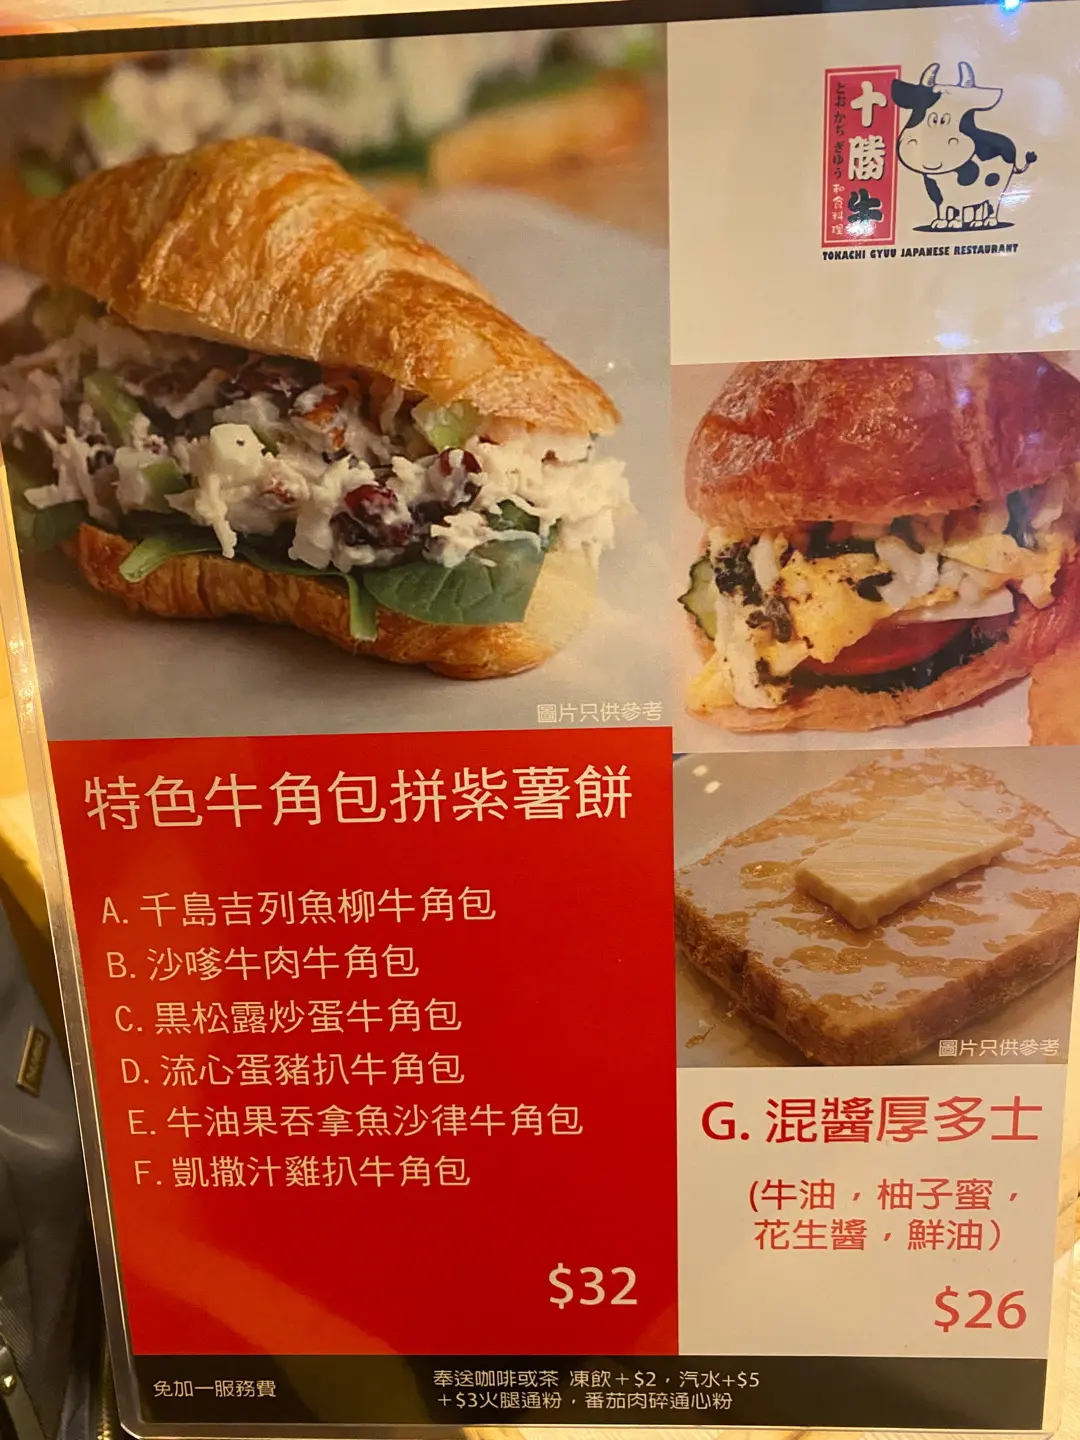 十勝牛
とおかちぎゆう和食料理
TOKACHI GYUU JAPANESE RESTAURANT
圖片只供參考
特色牛角包拼紫薯餅
A. 千島吉列魚柳牛角包
B. 沙嗲牛肉牛角包
C. 黒松露炒蛋牛角包
D. 流心蛋豬扒牛角包
E. 牛油果吞拿魚沙律牛角包
F. 凱撒汁雞扒牛角包
$32
圖片只供參考
G. 混醬厚多士
(牛油，柚子蜜，
花生醬，鮮油)
$26
免加一服務費
奉送咖啡或茶 凍飲＋$2，汽水+$5
＋$3火腿通粉，番茄肉碎通心粉